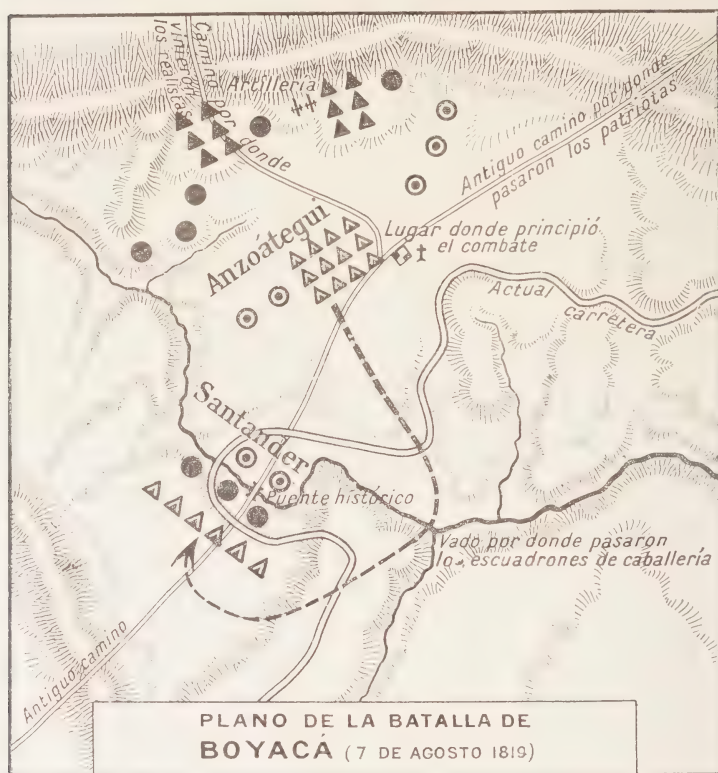 Camino por donde
vinieron
los realistas
Artillería
Antiguo camino por donde
pasaron los patriotas
Anzoátegui
Lugar donde principió
el combate
Actual
carretera
Santander
Puente histórico
Vado por donde pasaron
los escuadrones de caballería
Antiguo camino
PLANO DE LA BATALLA DE
BOYACÁ (7 DE AGOSTO 1819)